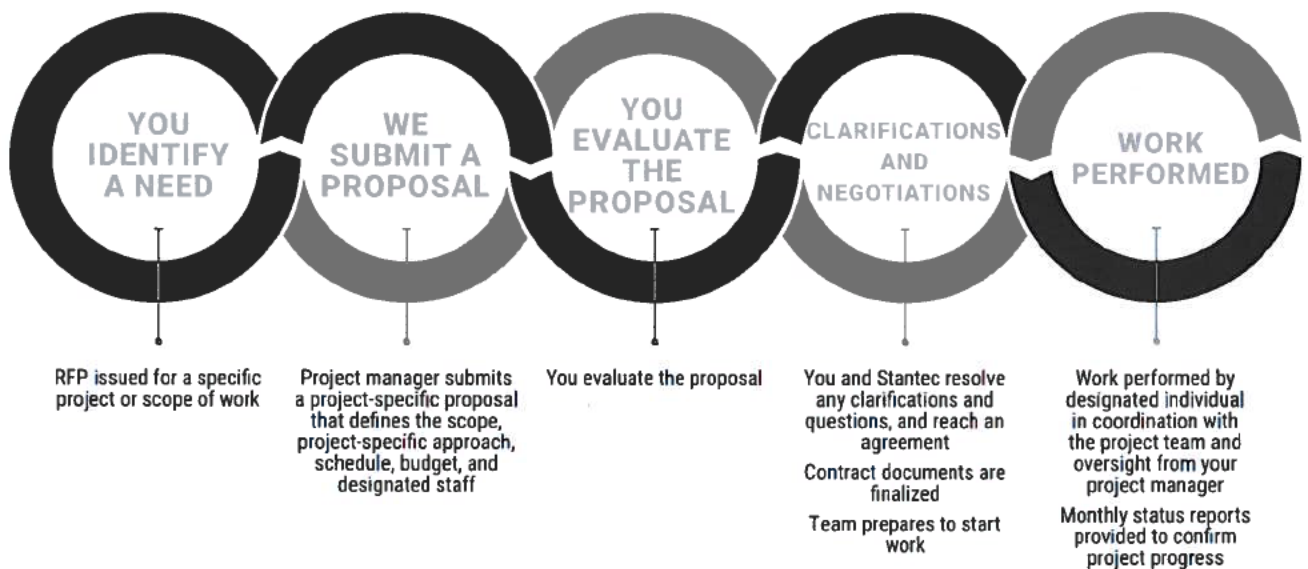 YOU
IDENTIFY
A NEED
WE
SUBMIT A
PROPOSAL
YOU
EVALUATE
THE
PROPOSAL
CLARIFICATIONS
AND
NEGOTIATIONS
WORK
PERFORMED
RFP issued for a specific
project or scope of work
Project manager submits
a project-specific proposal
that defines the scope,
project-specific approach,
schedule, budget, and
designated staff
You evaluate the proposal
You and Stantec resolve
any clarifications and
questions, and reach an
agreement
Contract documents are
finalized
Team prepares to start
work
Work performed by
designated individual
in coordination with
the project team and
oversight from your
project manager
Monthly status reports
provided to confirm
project progress